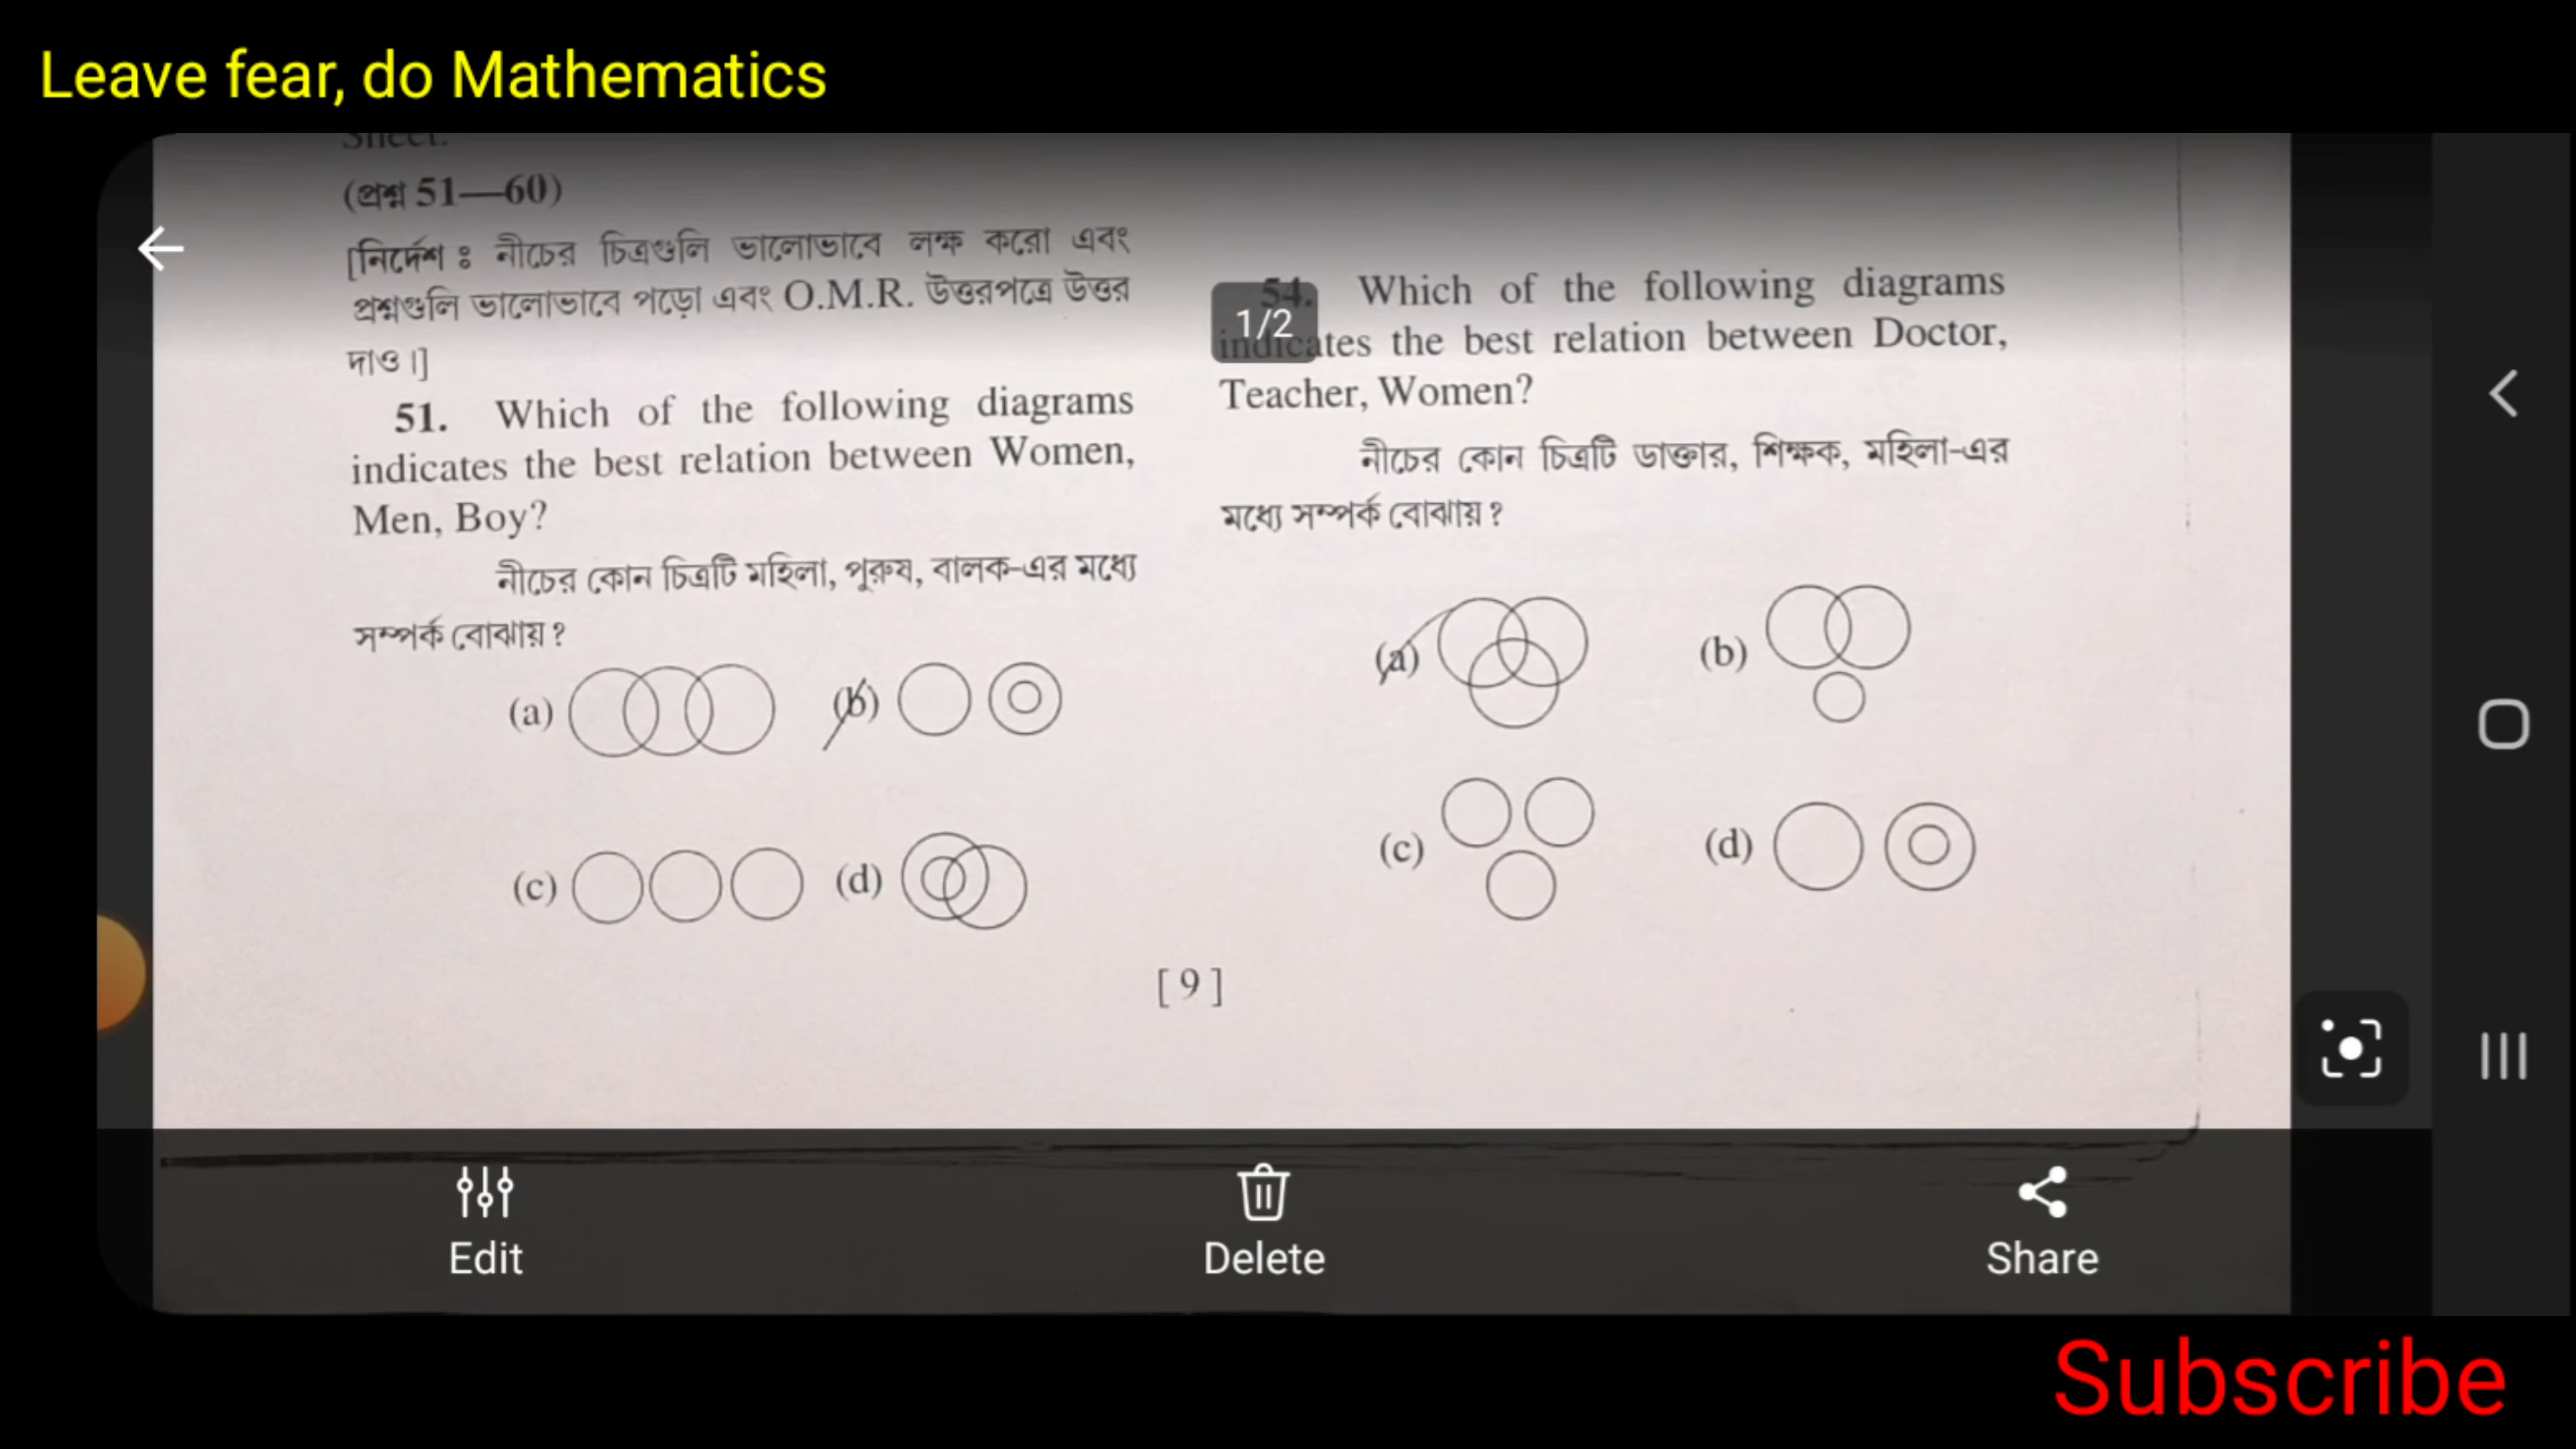 Leave fear, do Mathematics
Sheet.
(প্রশ্ন 51—60)
[নির্দেশ ঃ নীচের চিত্রগুলি ভালোভাবে লক্ষ করো এবং
প্রশ্নগুলি ভালোভাবে পড়ো এবং O.M.R. উত্তরপত্রে উত্তর
দাও।]
51. Which of the following diagrams
indicates the best relation between Women,
Men, Boy?
নীচের কোন চিত্রটি মহিলা, পুরুষ, বালক-এর মধ্যে
সম্পর্ক বোঝায়?
(a) (b)
(c) (d)
1/2
54. Which of the following diagrams
indicates the best relation between Doctor,
Teacher, Women?
নীচের কোন চিত্রটি ডাক্তার, শিক্ষক, মহিলা-এর
মধ্যে সম্পর্ক বোঝায়?
(a) (b)
(c) (d)
[9]
Edit
Delete
Share
Subscribe